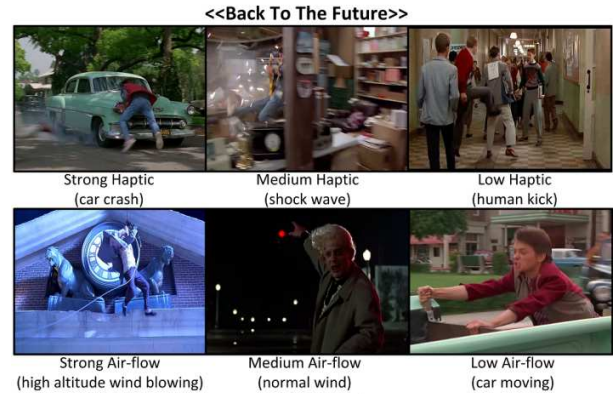 <<Back To The Future>>
Strong Haptic
(car crash)
Medium Haptic
(shock wave)
Low Haptic
(human kick)
Strong Air-flow
(high altitude wind blowing)
Medium Air-flow
(normal wind)
Low Air-flow
(car moving)